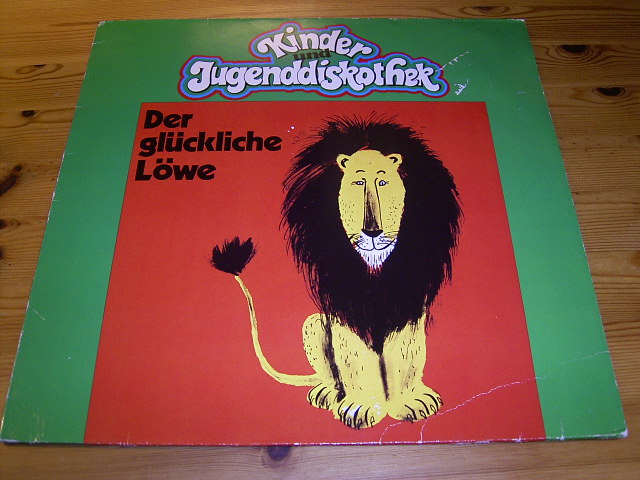 Kinder
und
Jugenddiskothek
Der
glückliche
Löwe